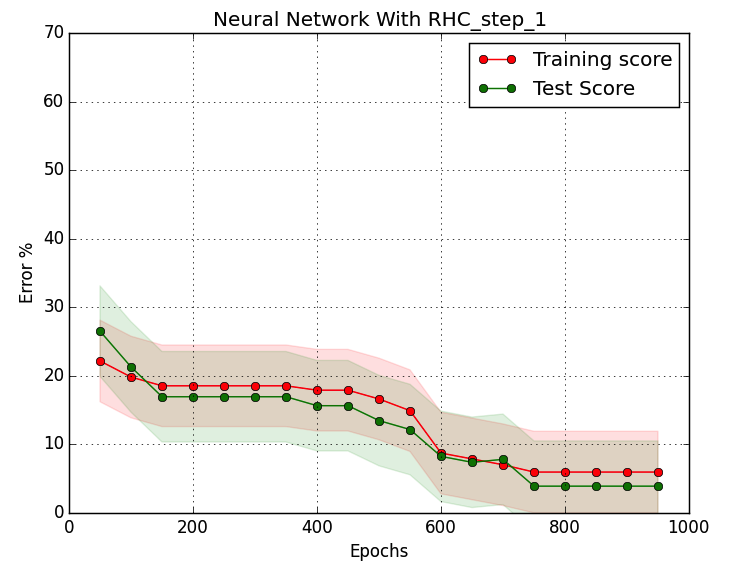 Neural Network With RHC_step_1
Training score
Test Score
70
60
50
40
30
20
10
0
Error %
0 200 400 600 800 1000
Epochs